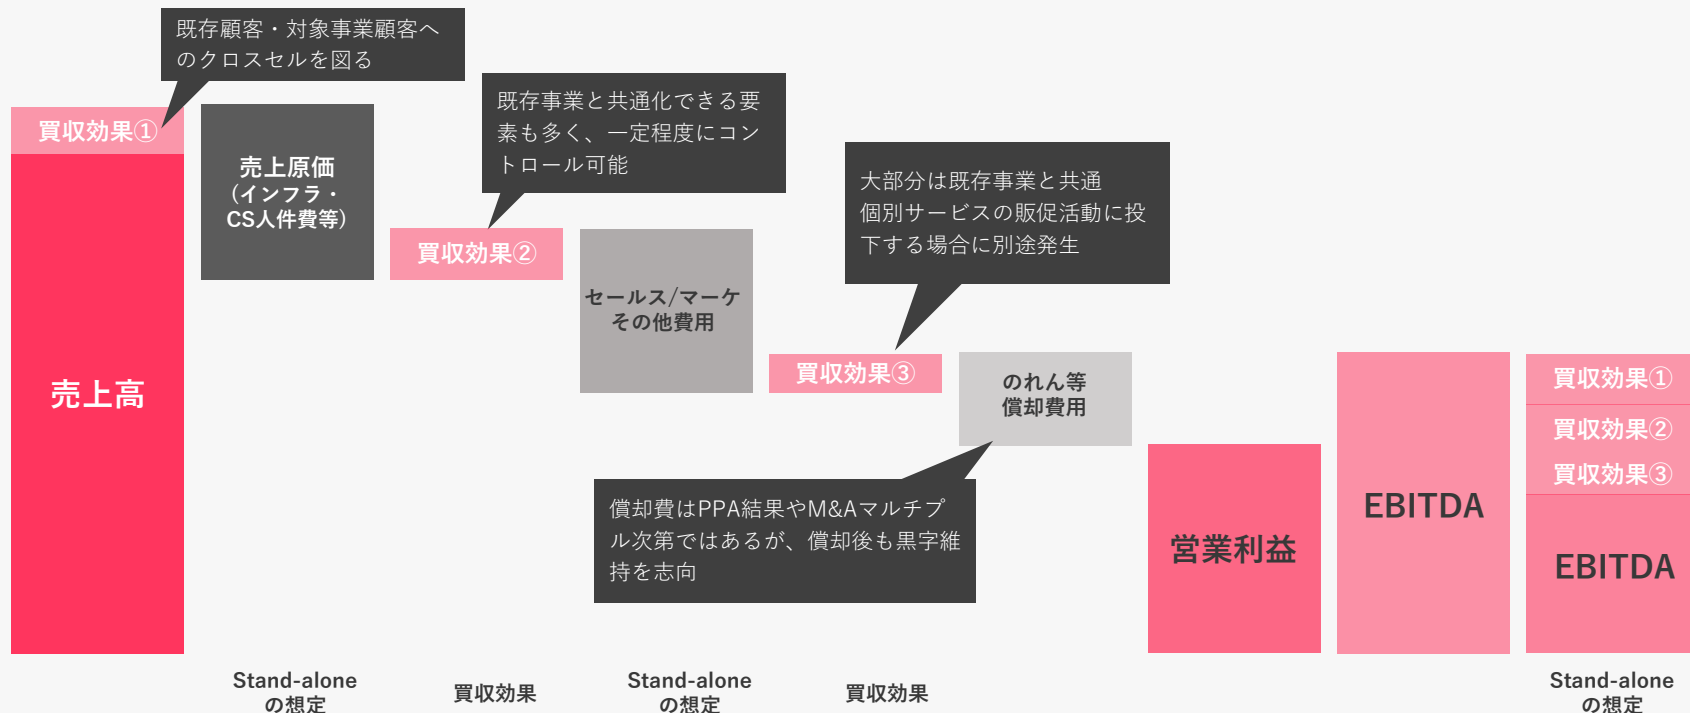 既存顧客・対象事業顧客へ
のクロスセルを図る
買収効果①
売上高
売上原価
（インフラ・
CS人件費等）
既存事業と共通化できる要
素も多く、一定程度にコン
トロール可能
買収効果②
セールス/マーケ
その他費用
大部分は既存事業と共通
個別サービスの販促活動に投
下する場合に別途発生
買収効果③
のれん等
償却費用
償却費はPPA結果やM&Aマルチプ
ル次第ではあるが、償却後も黒字維
持を志向
営業利益
EBITDA
買収効果①
買収効果②
買収効果③
EBITDA
Stand-alone
の想定
買収効果
Stand-alone
の想定
買収効果
Stand-alone
の想定